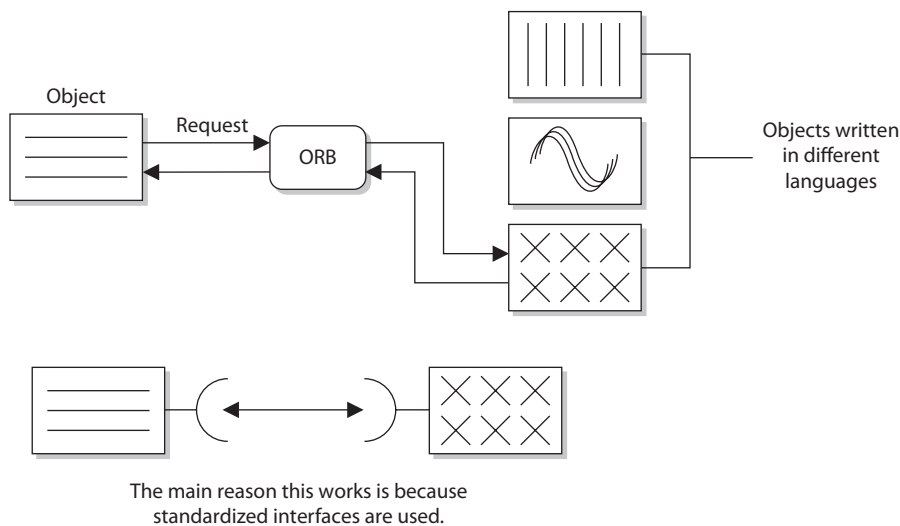 Object
Request
ORB
Objects written
in different
languages
The main reason this works is because
standardized interfaces are used.